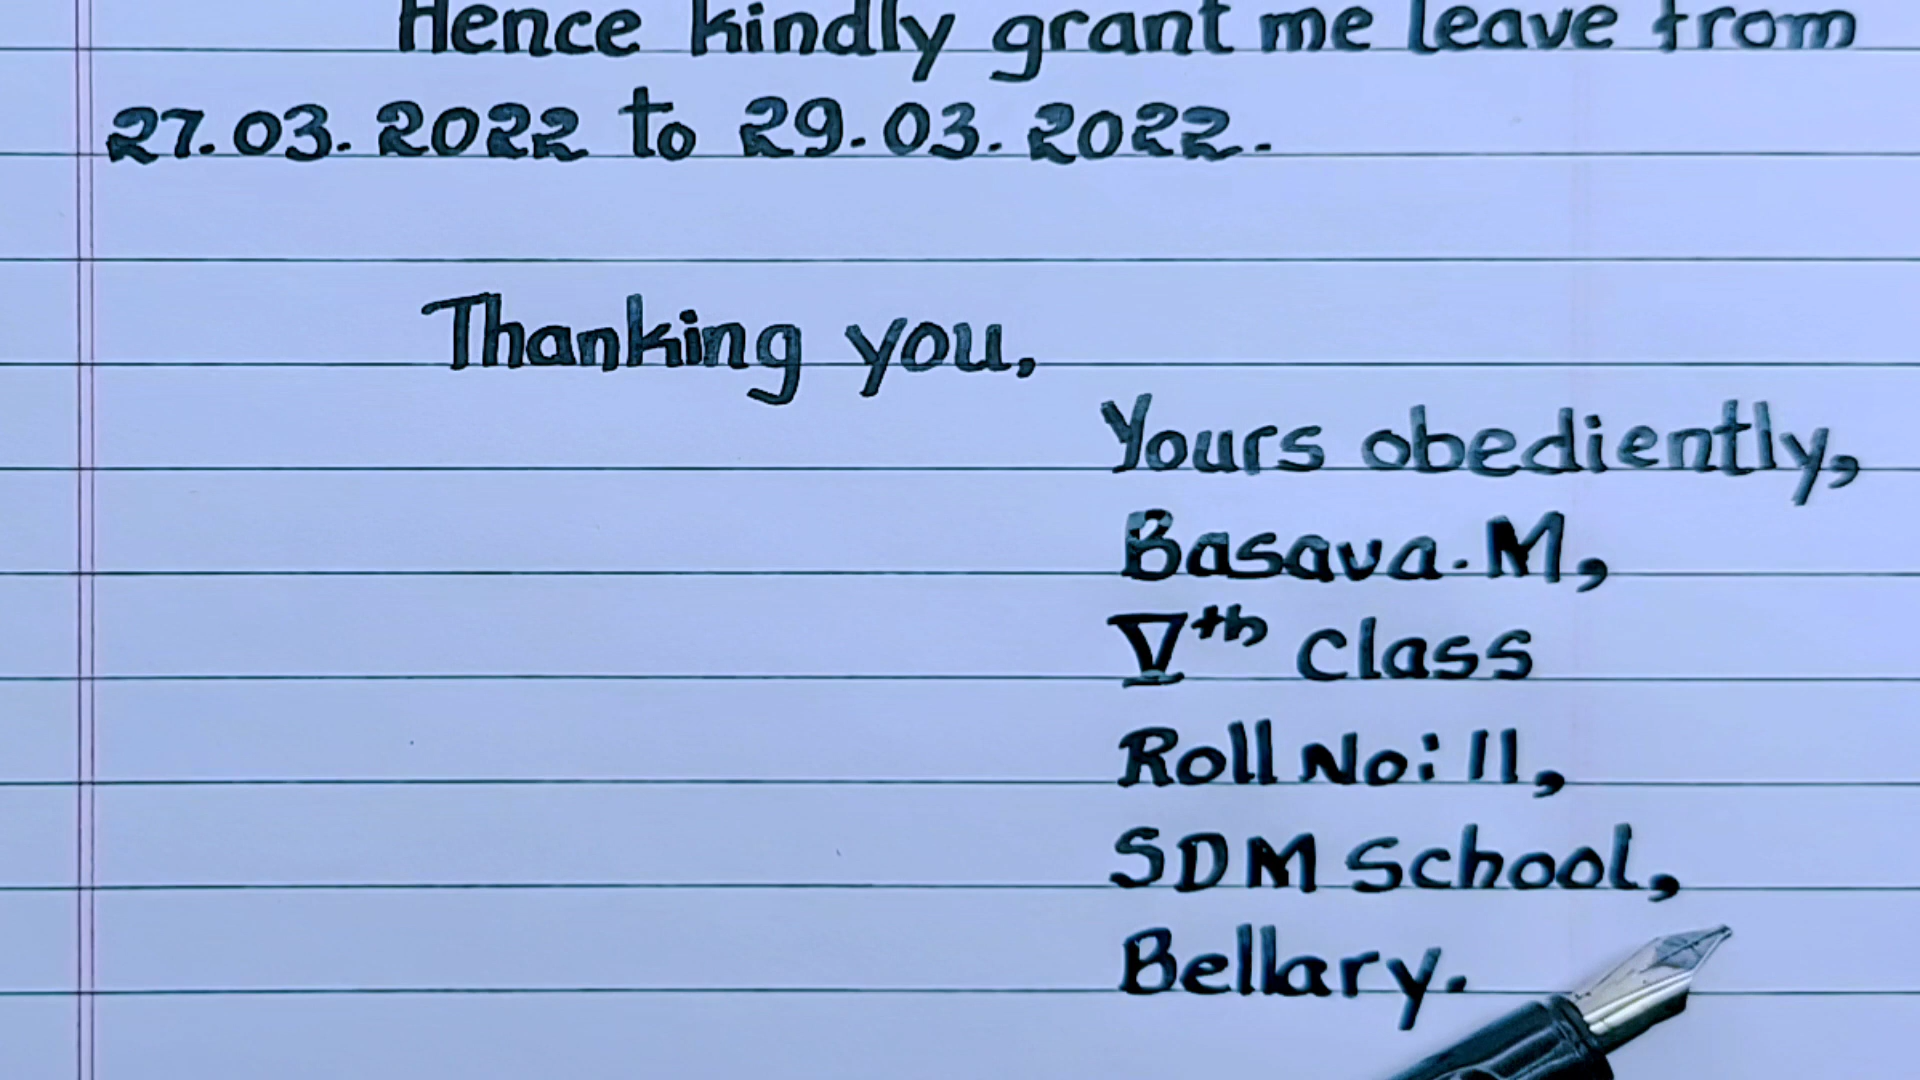 Hence kindly grant me leave from
27.03.2022 to 29.03.2022.
Thanking you,
Yours obediently,
Basava.M,
Vth class
Roll No: 11,
SDM School,
Bellary.